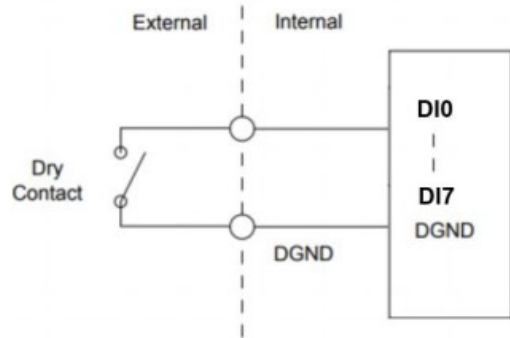 External
Internal
DI0
Dry
Contact
DI7
DGND
DGND